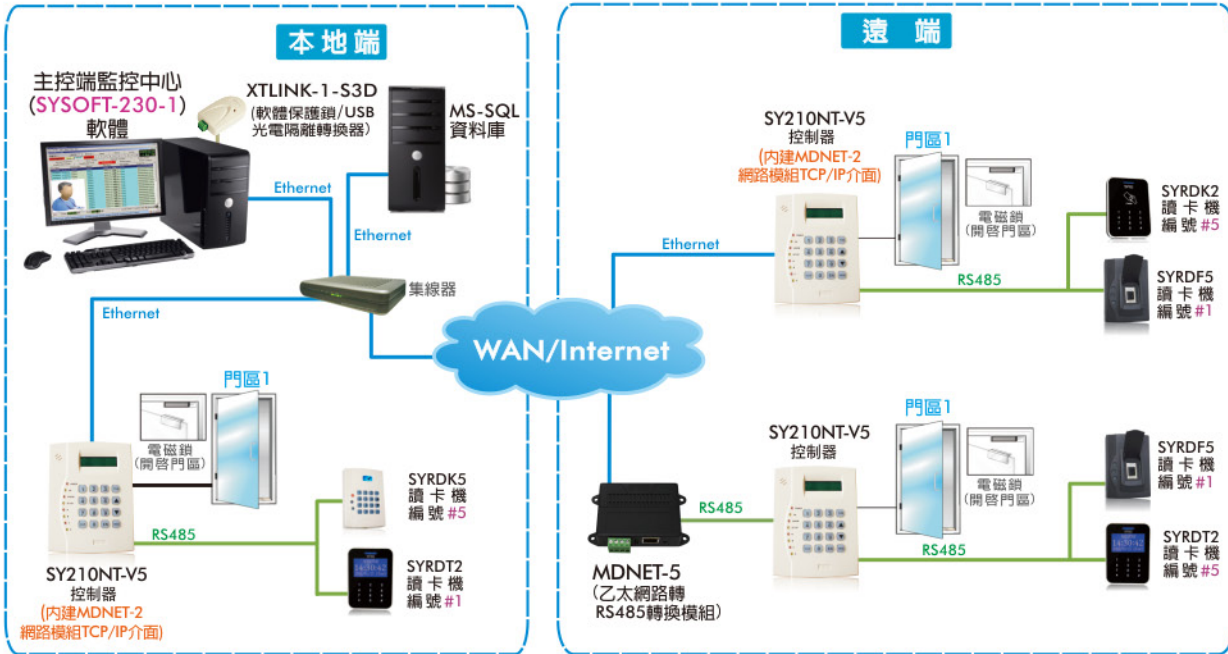 本地端
主控端監控中心
(SYSOFT-230-1)
軟體
XTLINK-1-S3D
(軟體保護鎖/USB
光電隔離轉換器)
MS-SQL
資料庫
Ethernet
Ethernet
集線器
Ethernet
門區1
電磁鎖
(開啓門區)
RS485
SYRDK5
讀卡機
編號#5
SYRDT2
讀卡機
編號#1
SY210NT-V5
控制器
(內建MDNET-2
網路模組TCP/IP介面)
WAN/Internet
遠端
SY210NT-V5
控制器
(內建MDNET-2
網路模組TCP/IP介面)
門區1
電磁鎖
(開啓門區)
Ethernet
RS485
SYRDK2
讀卡機
編號#5
SYRDF5
讀卡機
編號#1
SY210NT-V5
控制器
門區1
電磁鎖
(開啓門區)
RS485
RS485
MDNET-5
(乙太網路轉
RS485轉換模組)
SYRDF5
讀卡機
編號#1
SYRDT2
讀卡機
編號#5